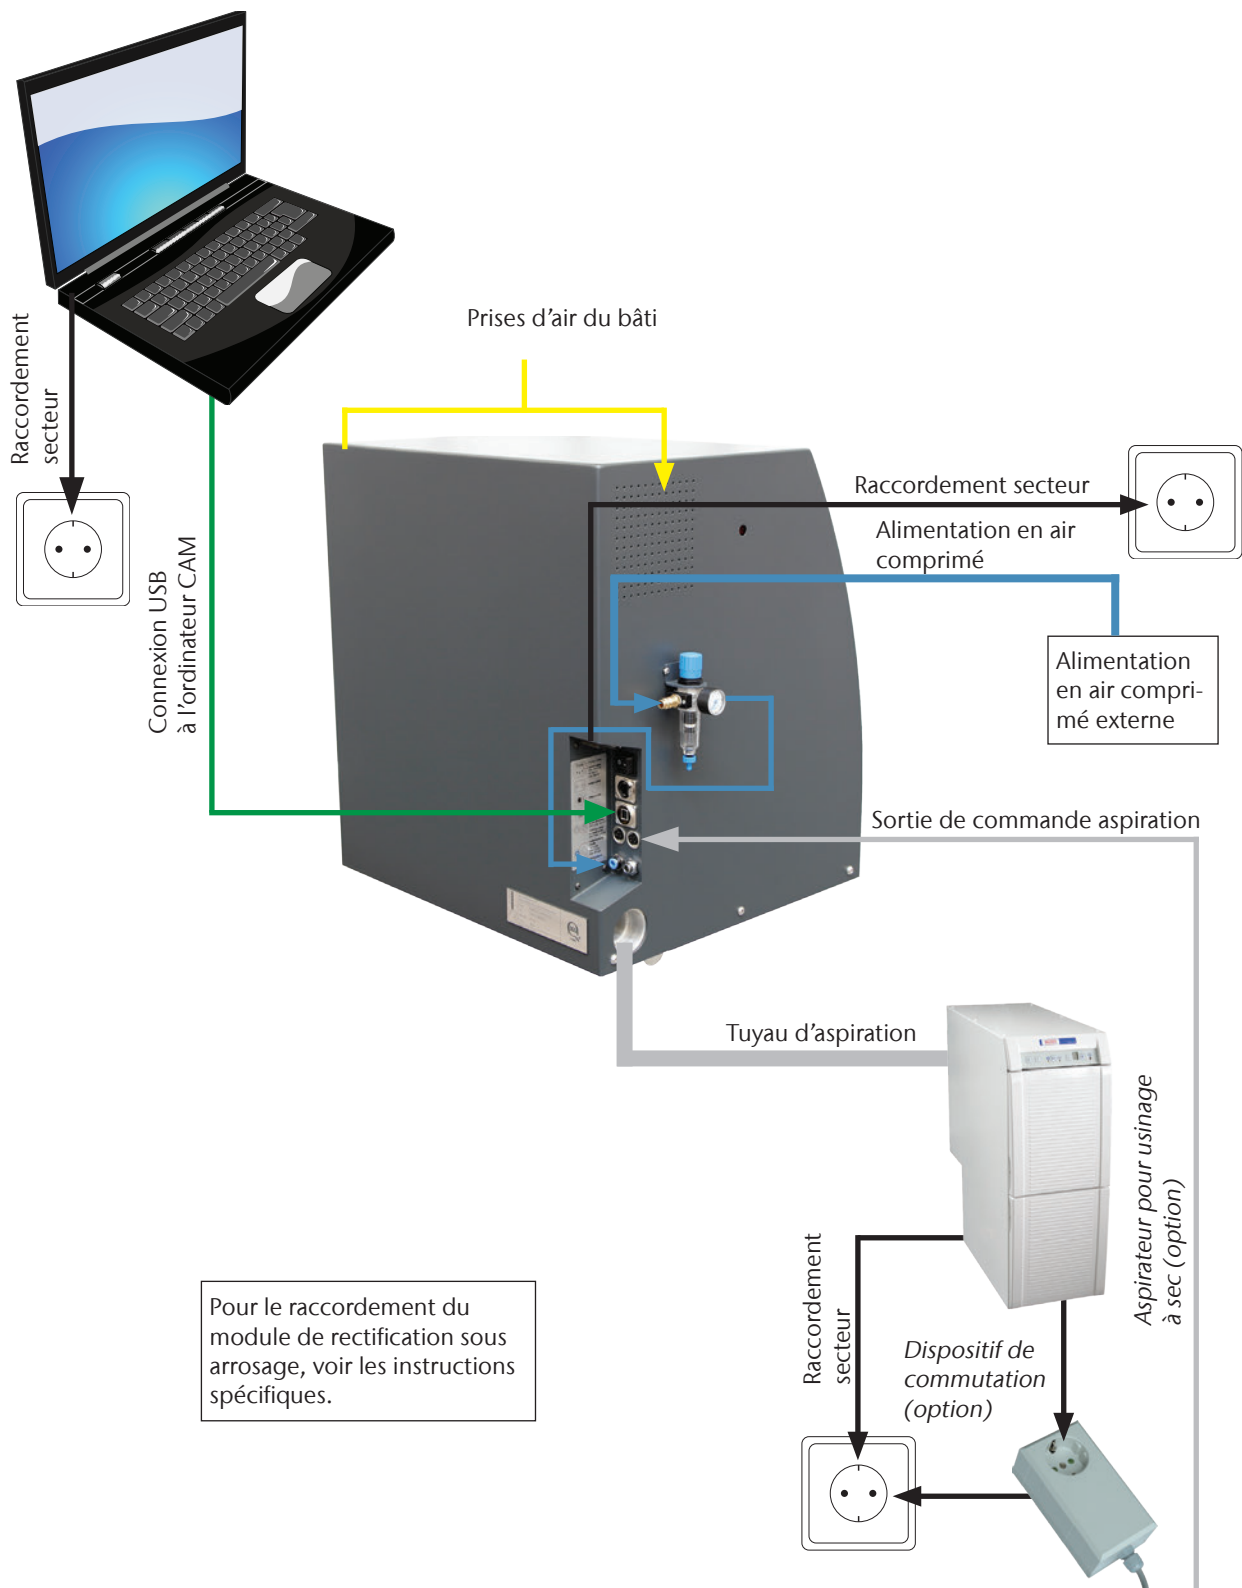 Prises d’air du bâti
Raccordement
secteur
Raccordement secteur
Alimentation en air
comprimé
Connexion USB
à l’ordinateur CAM
Alimentation
en air compri-
mé externe
Sortie de commande aspiration
Tuyau d’aspiration
Aspirateur pour usinage
à sec (option)
Raccordement
secteur
Dispositif de
commutation
(option)
Pour le raccordement du
module de rectification sous
arrosage, voir les instructions
spécifiques.